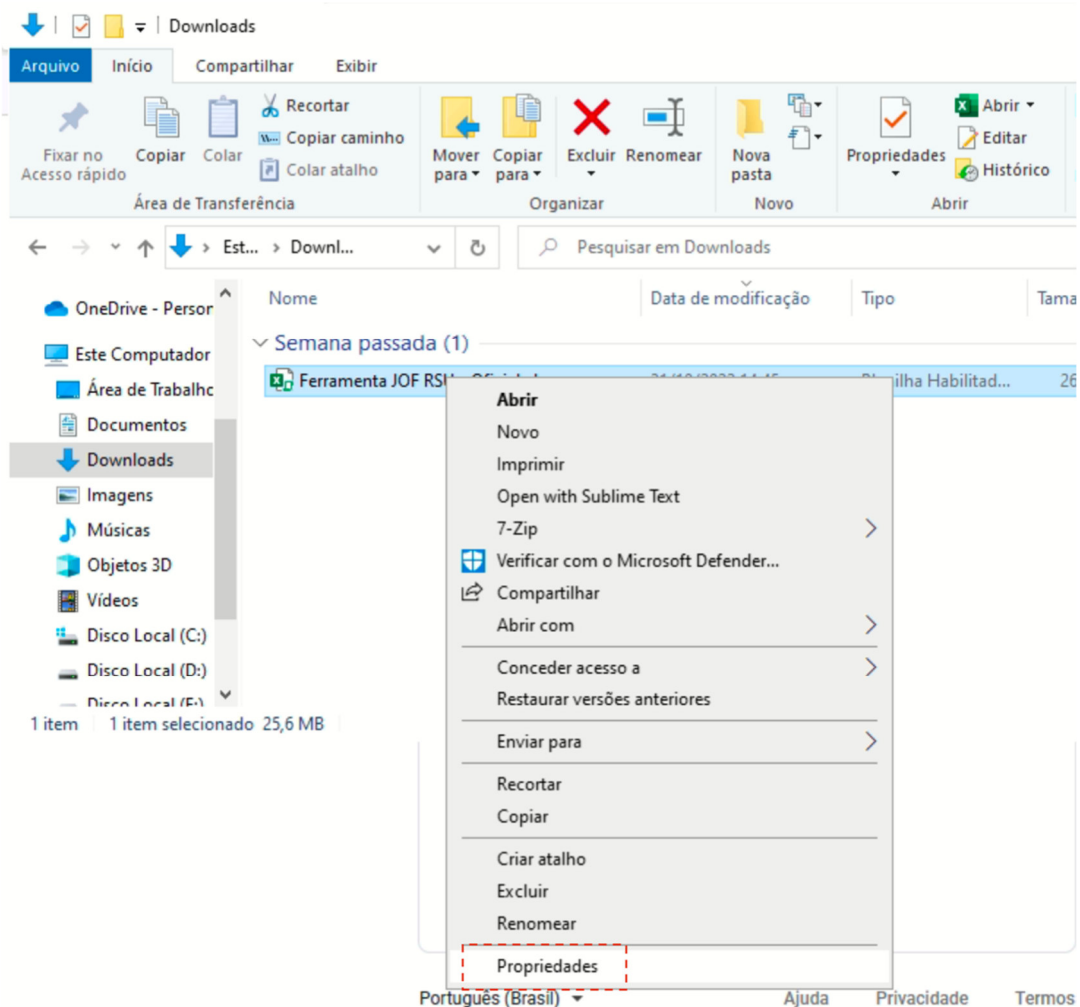 Downloads
Arquivo Início Compartilhar Exibir
Fixar no Acesso rápido
Copiar
Colar
Recortar
Copiar caminho
Colar atalho
Mover para
Copiar para
Excluir
Renomear
Nova pasta
Propriedades
Abrir
Editar
Histórico
Área de Transferência Organizar Novo Abrir
Est... Downl... Pesquisar em Downloads
OneDrive - Person
Este Computador
Área de Trabalho
Documentos
Downloads
Imagens
Músicas
Objetos 3D
Vídeos
Disco Local (C:)
Disco Local (D:)
Disco Local (E:)
Nome Data de modificação Tipo Tama
Semana passada (1)
Ferramenta JOF RSU Habilitad... 26
Abrir
Novo
Imprimir
Open with Sublime Text
7-Zip
Verificar com o Microsoft Defender...
Compartilhar
Abrir com
Conceder acesso a
Restaurar versões anteriores
Enviar para
Recortar
Copiar
Criar atalho
Excluir
Renomear
Propriedades
1 item 1 item selecionado 25,6 MB
Português (Brasil) Ajuda Privacidade Termos